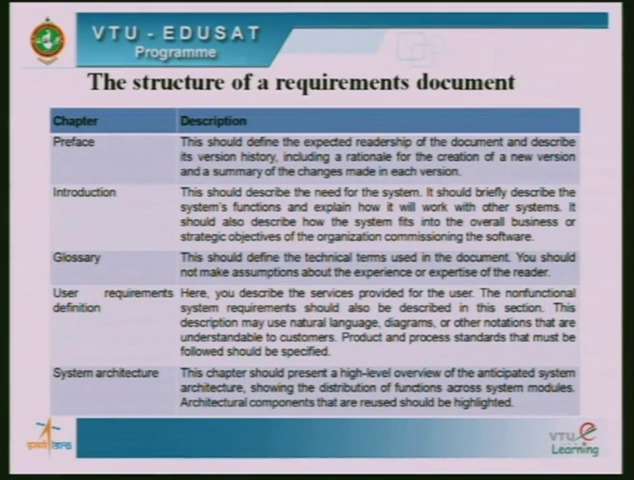 VTU - EDUSAT
Programme
The structure of a requirements document
Chapter Description
Preface This should define the expected readership of the document and describe
its version history, including a rationale for the creation of a new version
and a summary of the changes made in each version.
Introduction This should describe the need for the system. It should briefly describe the
system's functions and explain how it will work with other systems. It
should also describe how the system fits into the overall business or
strategic objectives of the organization commissioning the software.
Glossary This should define the technical terms used in the document. You should
not make assumptions about the experience or expertise of the reader.
User requirements Here, you describe the services provided for the user. The nonfunctional
definition system requirements should also be described in this section. This
description may use natural language, diagrams, or other notations that are
understandable to customers. Product and process standards that must be
followed should be specified.
System architecture This chapter should present a high-level overview of the anticipated system
architecture, showing the distribution of functions across system modules.
Architectural components that are reused should be highlighted.
VTU e
Learning